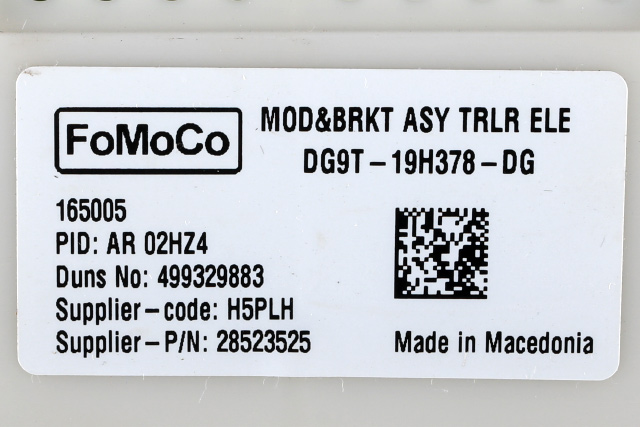 FoMoCo
MOD&BRKT ASY TRLR ELE
DG9T-19H378-DG
165005
PID: AR 02HZ4
Duns No: 499329883
Supplier-code: H5PLH
Supplier-P/N: 28523525
Made in Macedonia